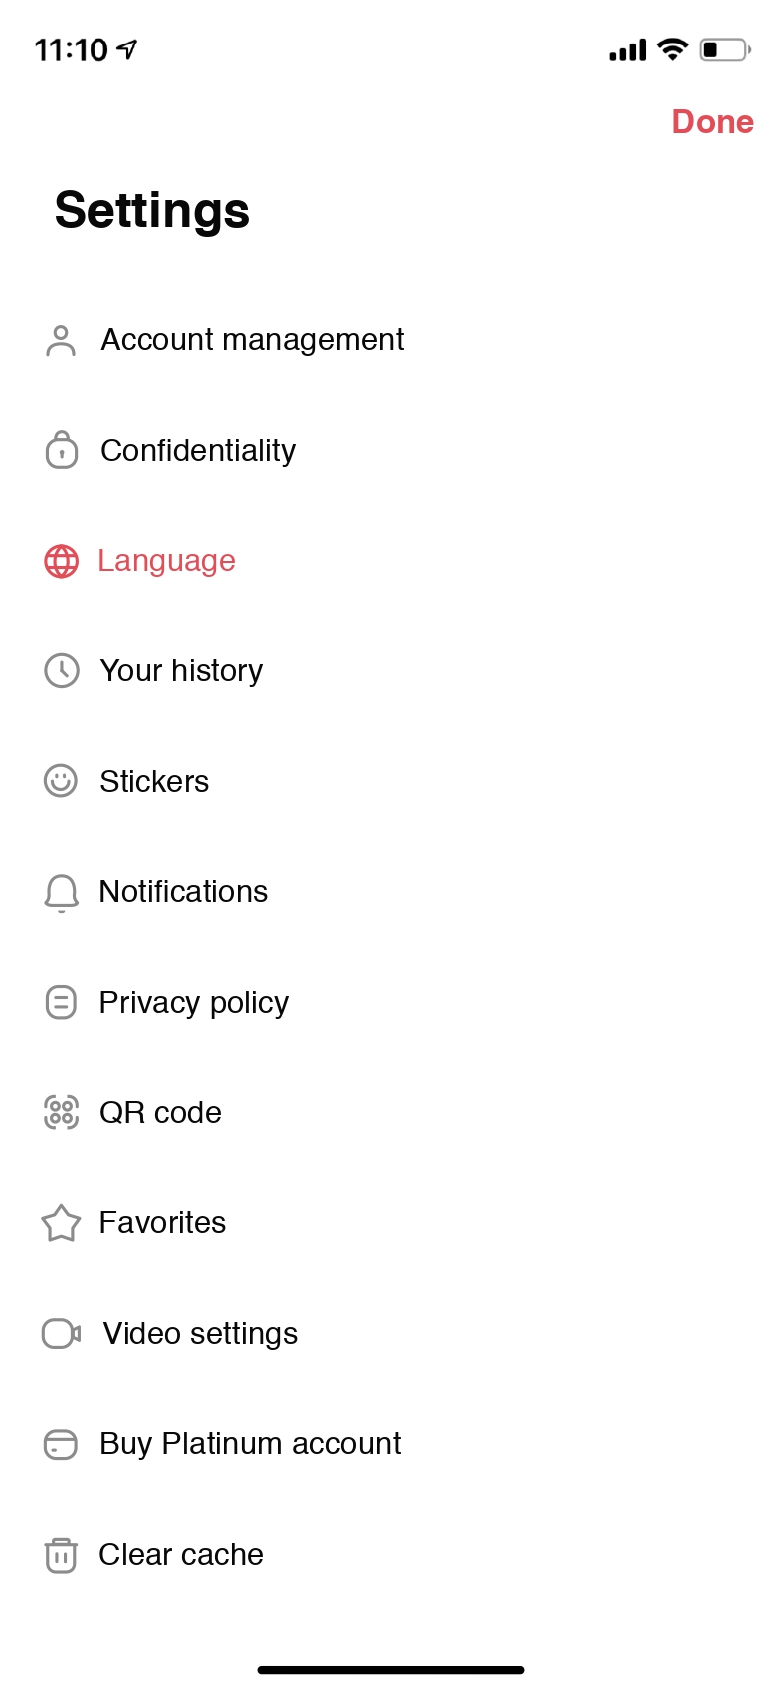 11:10
Done
Settings
Account management
Confidentiality
Language
Your history
Stickers
Notifications
Privacy policy
QR code
Favorites
Video settings
Buy Platinum account
Clear cache